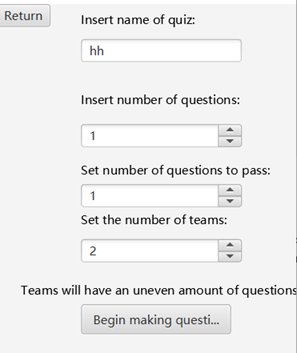 Return
Insert name of quiz:
hh
Insert number of questions:
1
Set number of questions to pass:
1
Set the number of teams:
2
Teams will have an uneven amount of questions
Begin making questi...